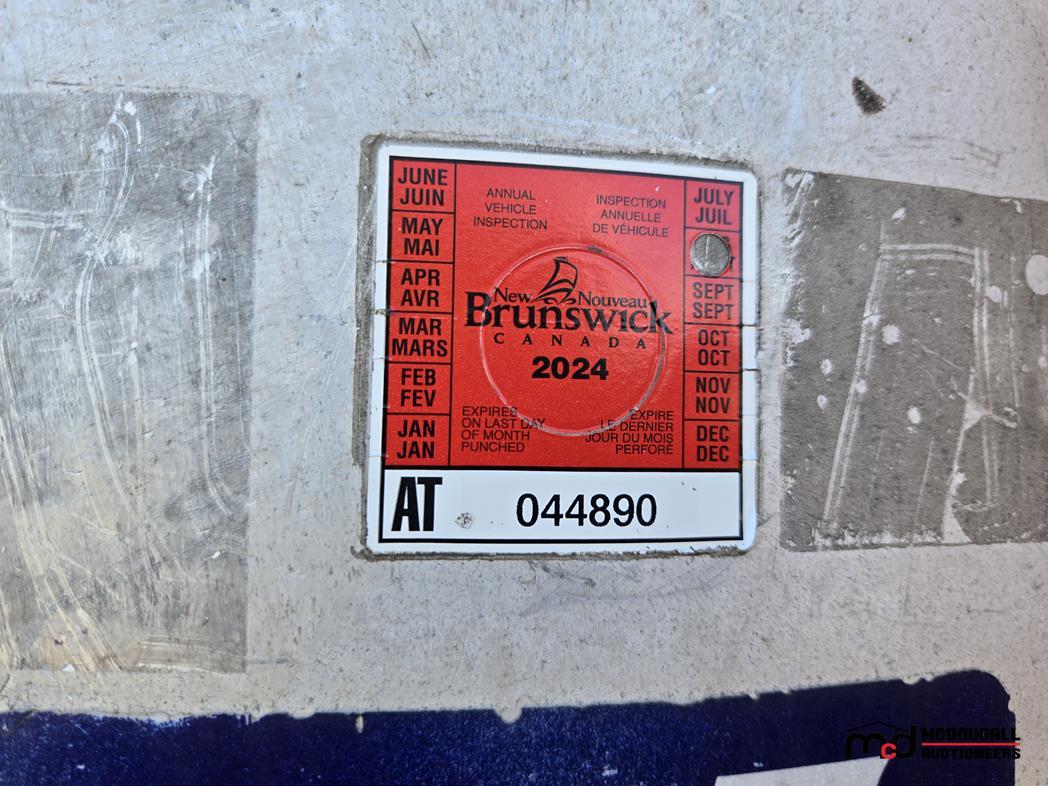 JUNE
JUIN
MAY
MAI
APR
AVR
MAR
MARS
FEB
FEV
JAN
JAN
ANNUAL
VEHICLE
INSPECTION
INSPECTION
ANNUELLE
DE VÉHICULE
New Nouveau
Brunswick
CANADA
2024
EXPIRES
ON LAST DAY
OF MONTH
PUNCHED
EXPIRE
LE DERNIER
JOUR DU MOIS
PERFORÉ
JULY
JUIL
SEPT
SEPT
OCT
OCT
NOV
NOV
DEC
DEC
AT 044890
mcd MCDOUGALL
AUCTIONEERS